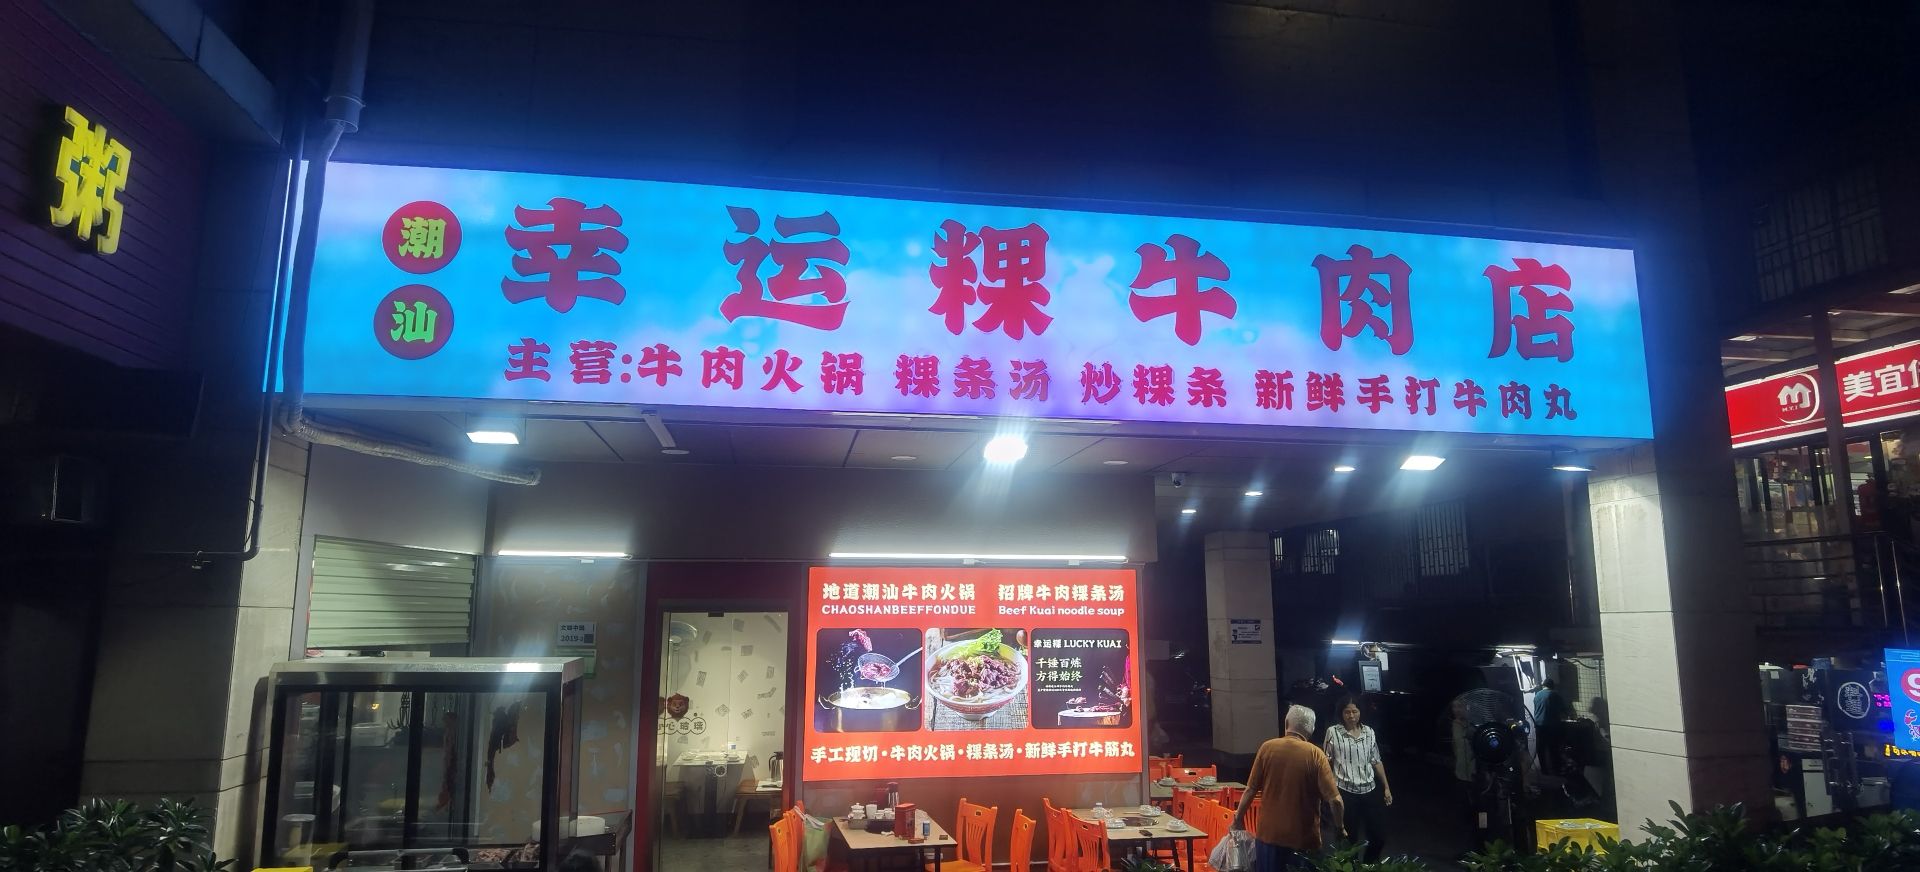 粥
潮汕
幸运粿牛肉店
主营:牛肉火锅 粿条汤 炒粿条 新鲜手打牛肉丸
美宜佳
地道潮汕牛肉火锅 招牌牛肉粿条汤
CHAOSHANBEEFFONDUE Beef Kuai noodle soup
幸运粿 LUCKY KUAI
千锤百炼
方得始终
手工现切·牛肉火锅·粿条汤·新鲜手打牛筋丸